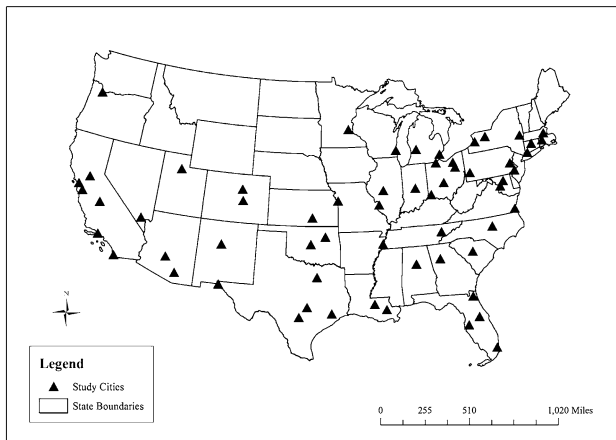 N
Legend
Study Cities
State Boundaries
0 255 510 1,020 Miles